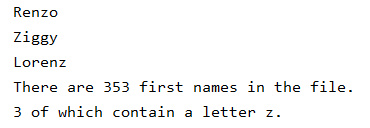 Renzo
Ziggy
Lorenz
There are 353 first names in the file.
3 of which contain a letter z.